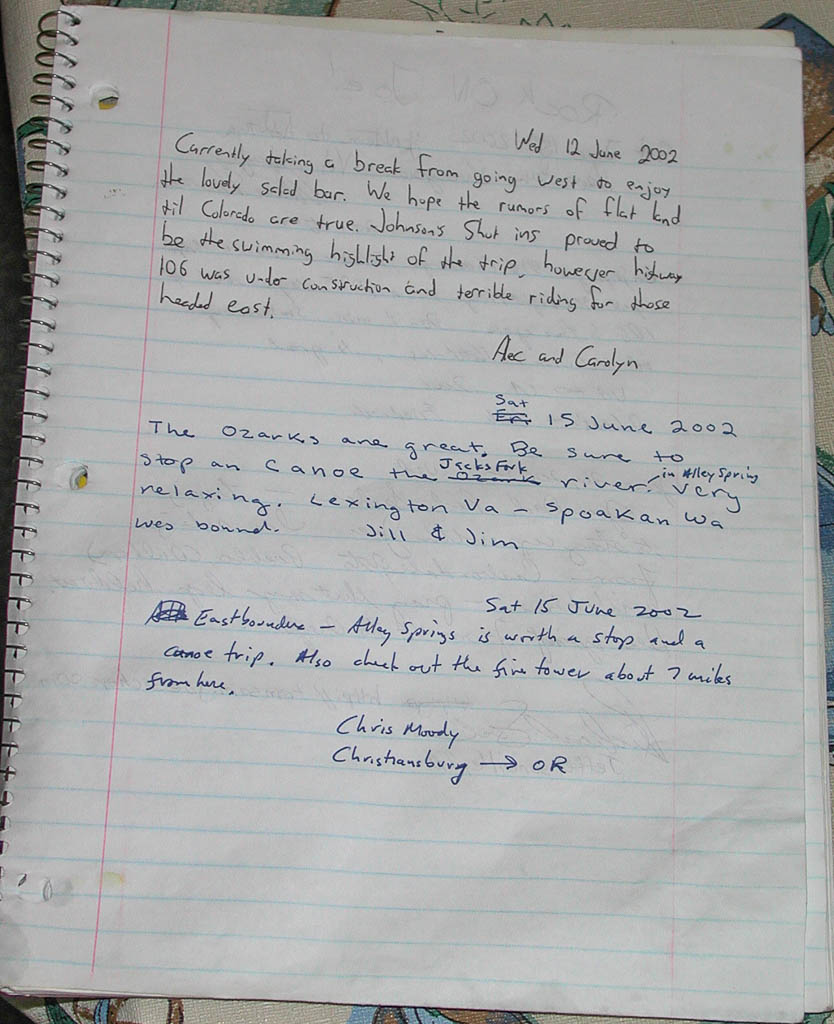 Wed 12 June 2002
Currently taking a break from going west to enjoy
the lovely salad bar. We hope the rumors of flat land
til Colorado are true. Johnson's Shut ins proved to
be the swimming highlight of the trip, however highway
106 was under construction and terrible riding for those
headed east.
Aec and Carolyn
Sat
Fri 15 June 2002
The Ozarks are great. Be sure to
stop an canoe the Jacks Fork Ozark river in Alley Spring. Very
relaxing. Lexington Va - Spoakan Wa
wes bound. Jill & Jim
Sat 15 June 2002
Eastbounders - Alley Springs is worth a stop and a
canoe trip. Also check out the fire tower about 7 miles
from here.
Chris Moody
Christiansburg → OR